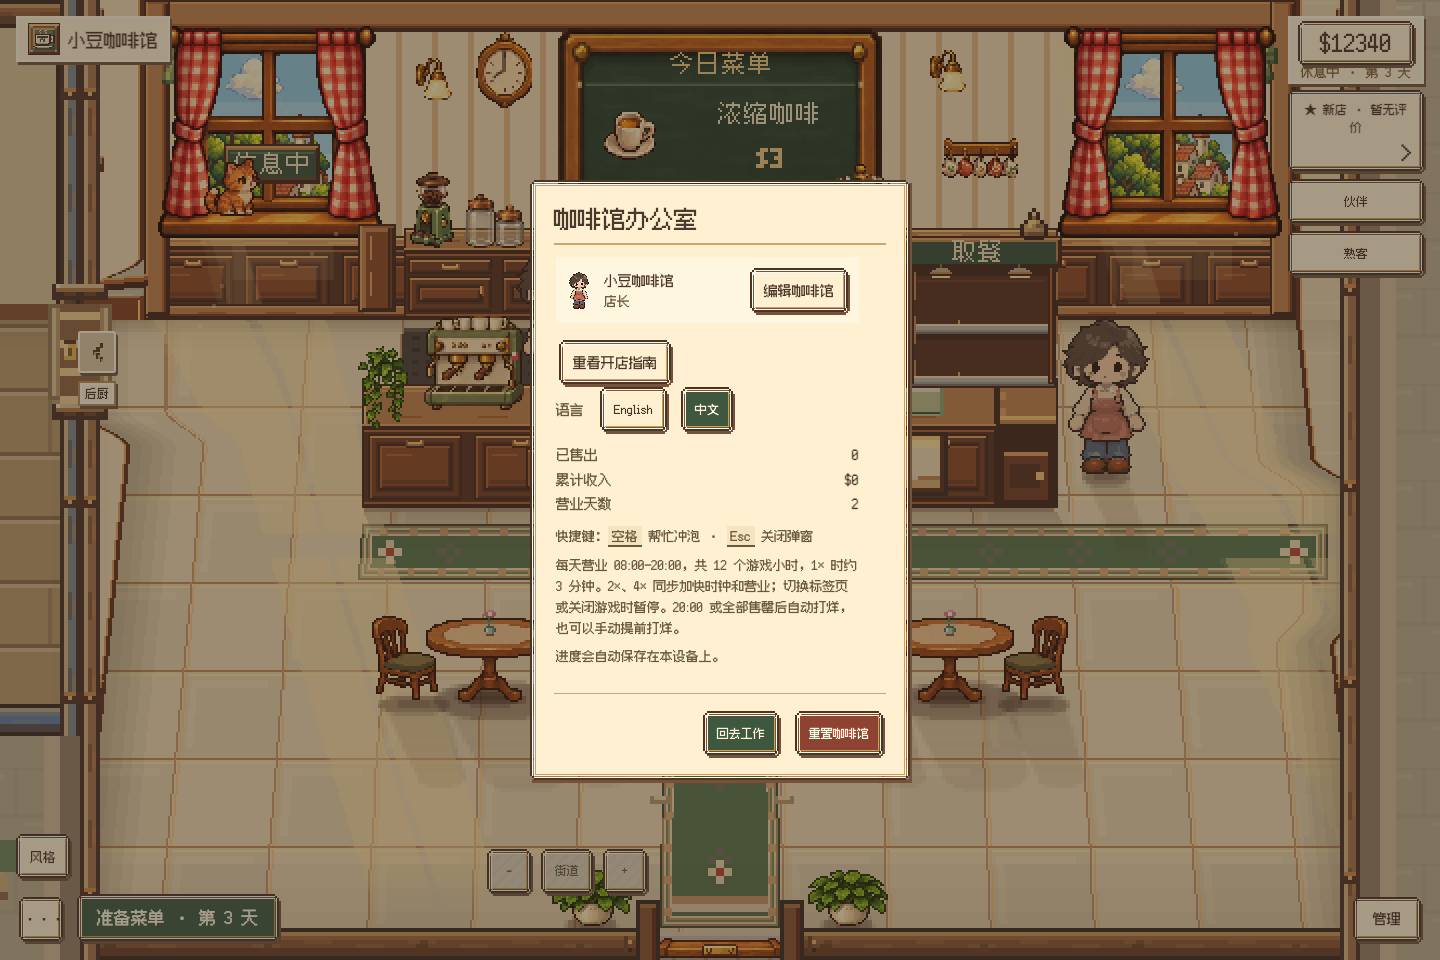 小豆咖啡馆
$12340
休息中 · 第 3 天
★ 新店 · 暂无评
价
伙伴
熟客
今日菜单
浓缩咖啡
$3
休息中
取餐
后厨
咖啡馆办公室
小豆咖啡馆
店长
编辑咖啡馆
重看开店指南
语言 English 中文
已售出 0
累计收入 $0
营业天数 2
快捷键： 空格 帮忙冲泡 · Esc 关闭弹窗
每天营业 08:00–20:00，共 12 个游戏小时，1× 时约
3 分钟。2×、4× 同步加快时钟和营业；切换标签页
或关闭游戏时暂停。20:00 或全部售罄后自动打烊，
也可以手动提前打烊。
进度会自动保存在本设备上。
回去工作 重置咖啡馆
风格
- 街道 +
...
准备菜单 · 第 3 天
管理